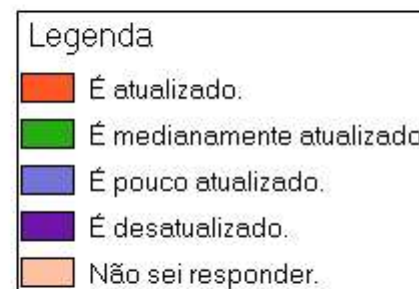 Legenda
É atualizado.
É medianamente atualizado
É pouco atualizado.
É desatualizado.
Não sei responder.